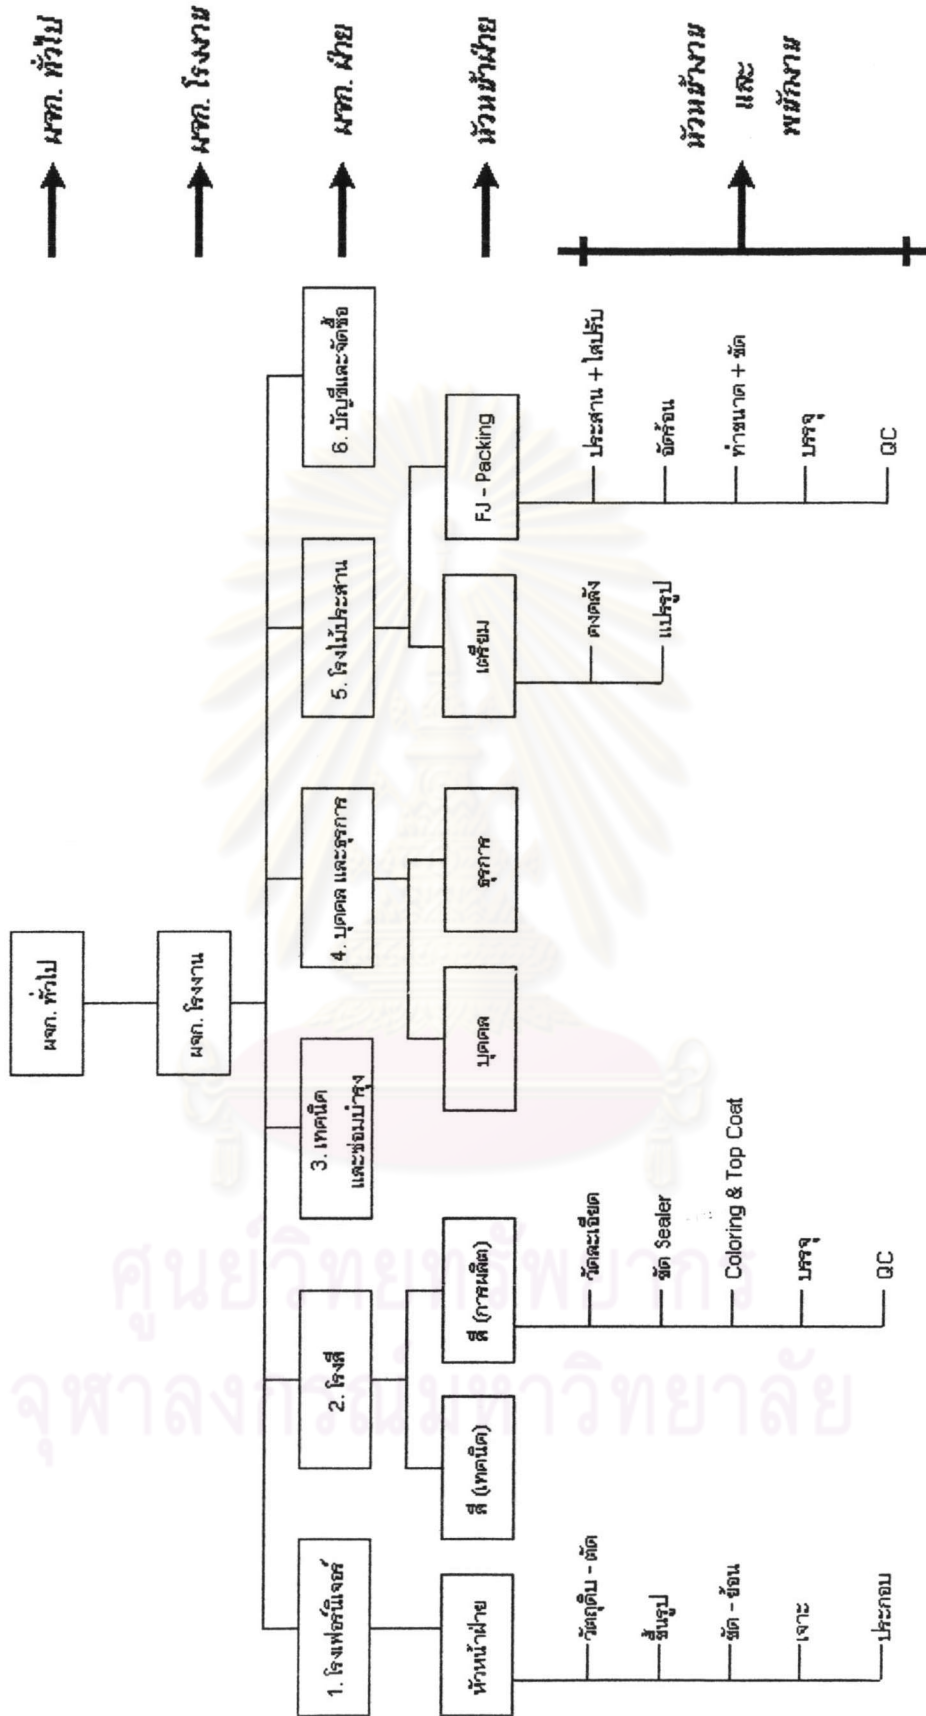 ผจก. ทั่วไป
ผจก. ทั่วไป
ผจก. โรงงาน
ผจก. โรงงาน
1. โรงเฟอร์นิเจอร์
2. โรงสี
3. เทคนิค
และซ่อมบำรุง
4. บุคคล และธุรการ
5. โรงไม้ประสาน
6. บัญชีและจัดซื้อ
ผจก. ฝ่าย
หัวหน้าฝ่าย
สี (เทคนิค)
สี (การผลิต)
บุคคล
ธุรการ
เตรียม
FJ - Packing
หัวหน้าฝ่าย
วัตถุดิบ - ตัด
ขึ้นรูป
ขัด - ย้อน
เจาะ
ประกอบ
ขัดละเอียด
ขัด Sealer
Coloring & Top Coat
บรรจุ
QC
คงคลัง
แปรรูป
ประสาน + ไสปรับ
อัดร้อน
ทำขนาด + ขัด
บรรจุ
QC
หัวหน้างาน
และ
พนักงาน
ศูนย์วิทยทรัพยากร
จุฬาลงกรณ์มหาวิทยาลัย